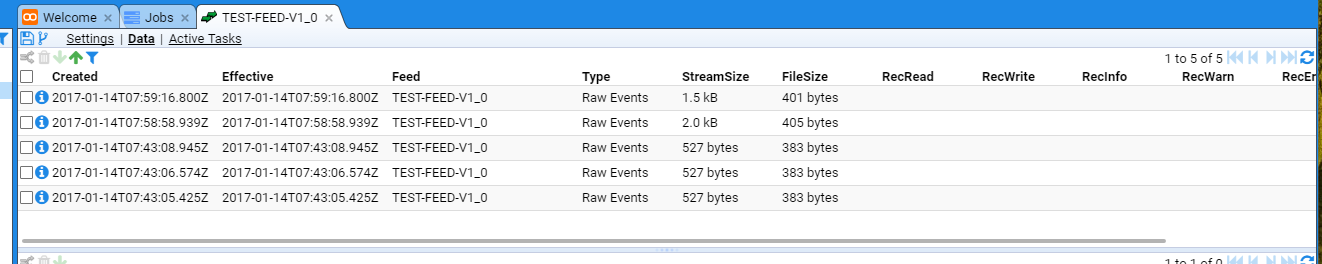 Welcome Jobs TEST-FEED-V1_0
Settings | Data | Active Tasks
1 to 5 of 5
Created Effective Feed Type StreamSize FileSize RecRead RecWrite RecInfo RecWarn RecEr
2017-01-14T07:59:16.800Z 2017-01-14T07:59:16.800Z TEST-FEED-V1_0 Raw Events 1.5 kB 401 bytes
2017-01-14T07:58:58.939Z 2017-01-14T07:58:58.939Z TEST-FEED-V1_0 Raw Events 2.0 kB 405 bytes
2017-01-14T07:43:08.945Z 2017-01-14T07:43:08.945Z TEST-FEED-V1_0 Raw Events 527 bytes 383 bytes
2017-01-14T07:43:06.574Z 2017-01-14T07:43:06.574Z TEST-FEED-V1_0 Raw Events 527 bytes 383 bytes
2017-01-14T07:43:05.425Z 2017-01-14T07:43:05.425Z TEST-FEED-V1_0 Raw Events 527 bytes 383 bytes
1 to 1 of 0